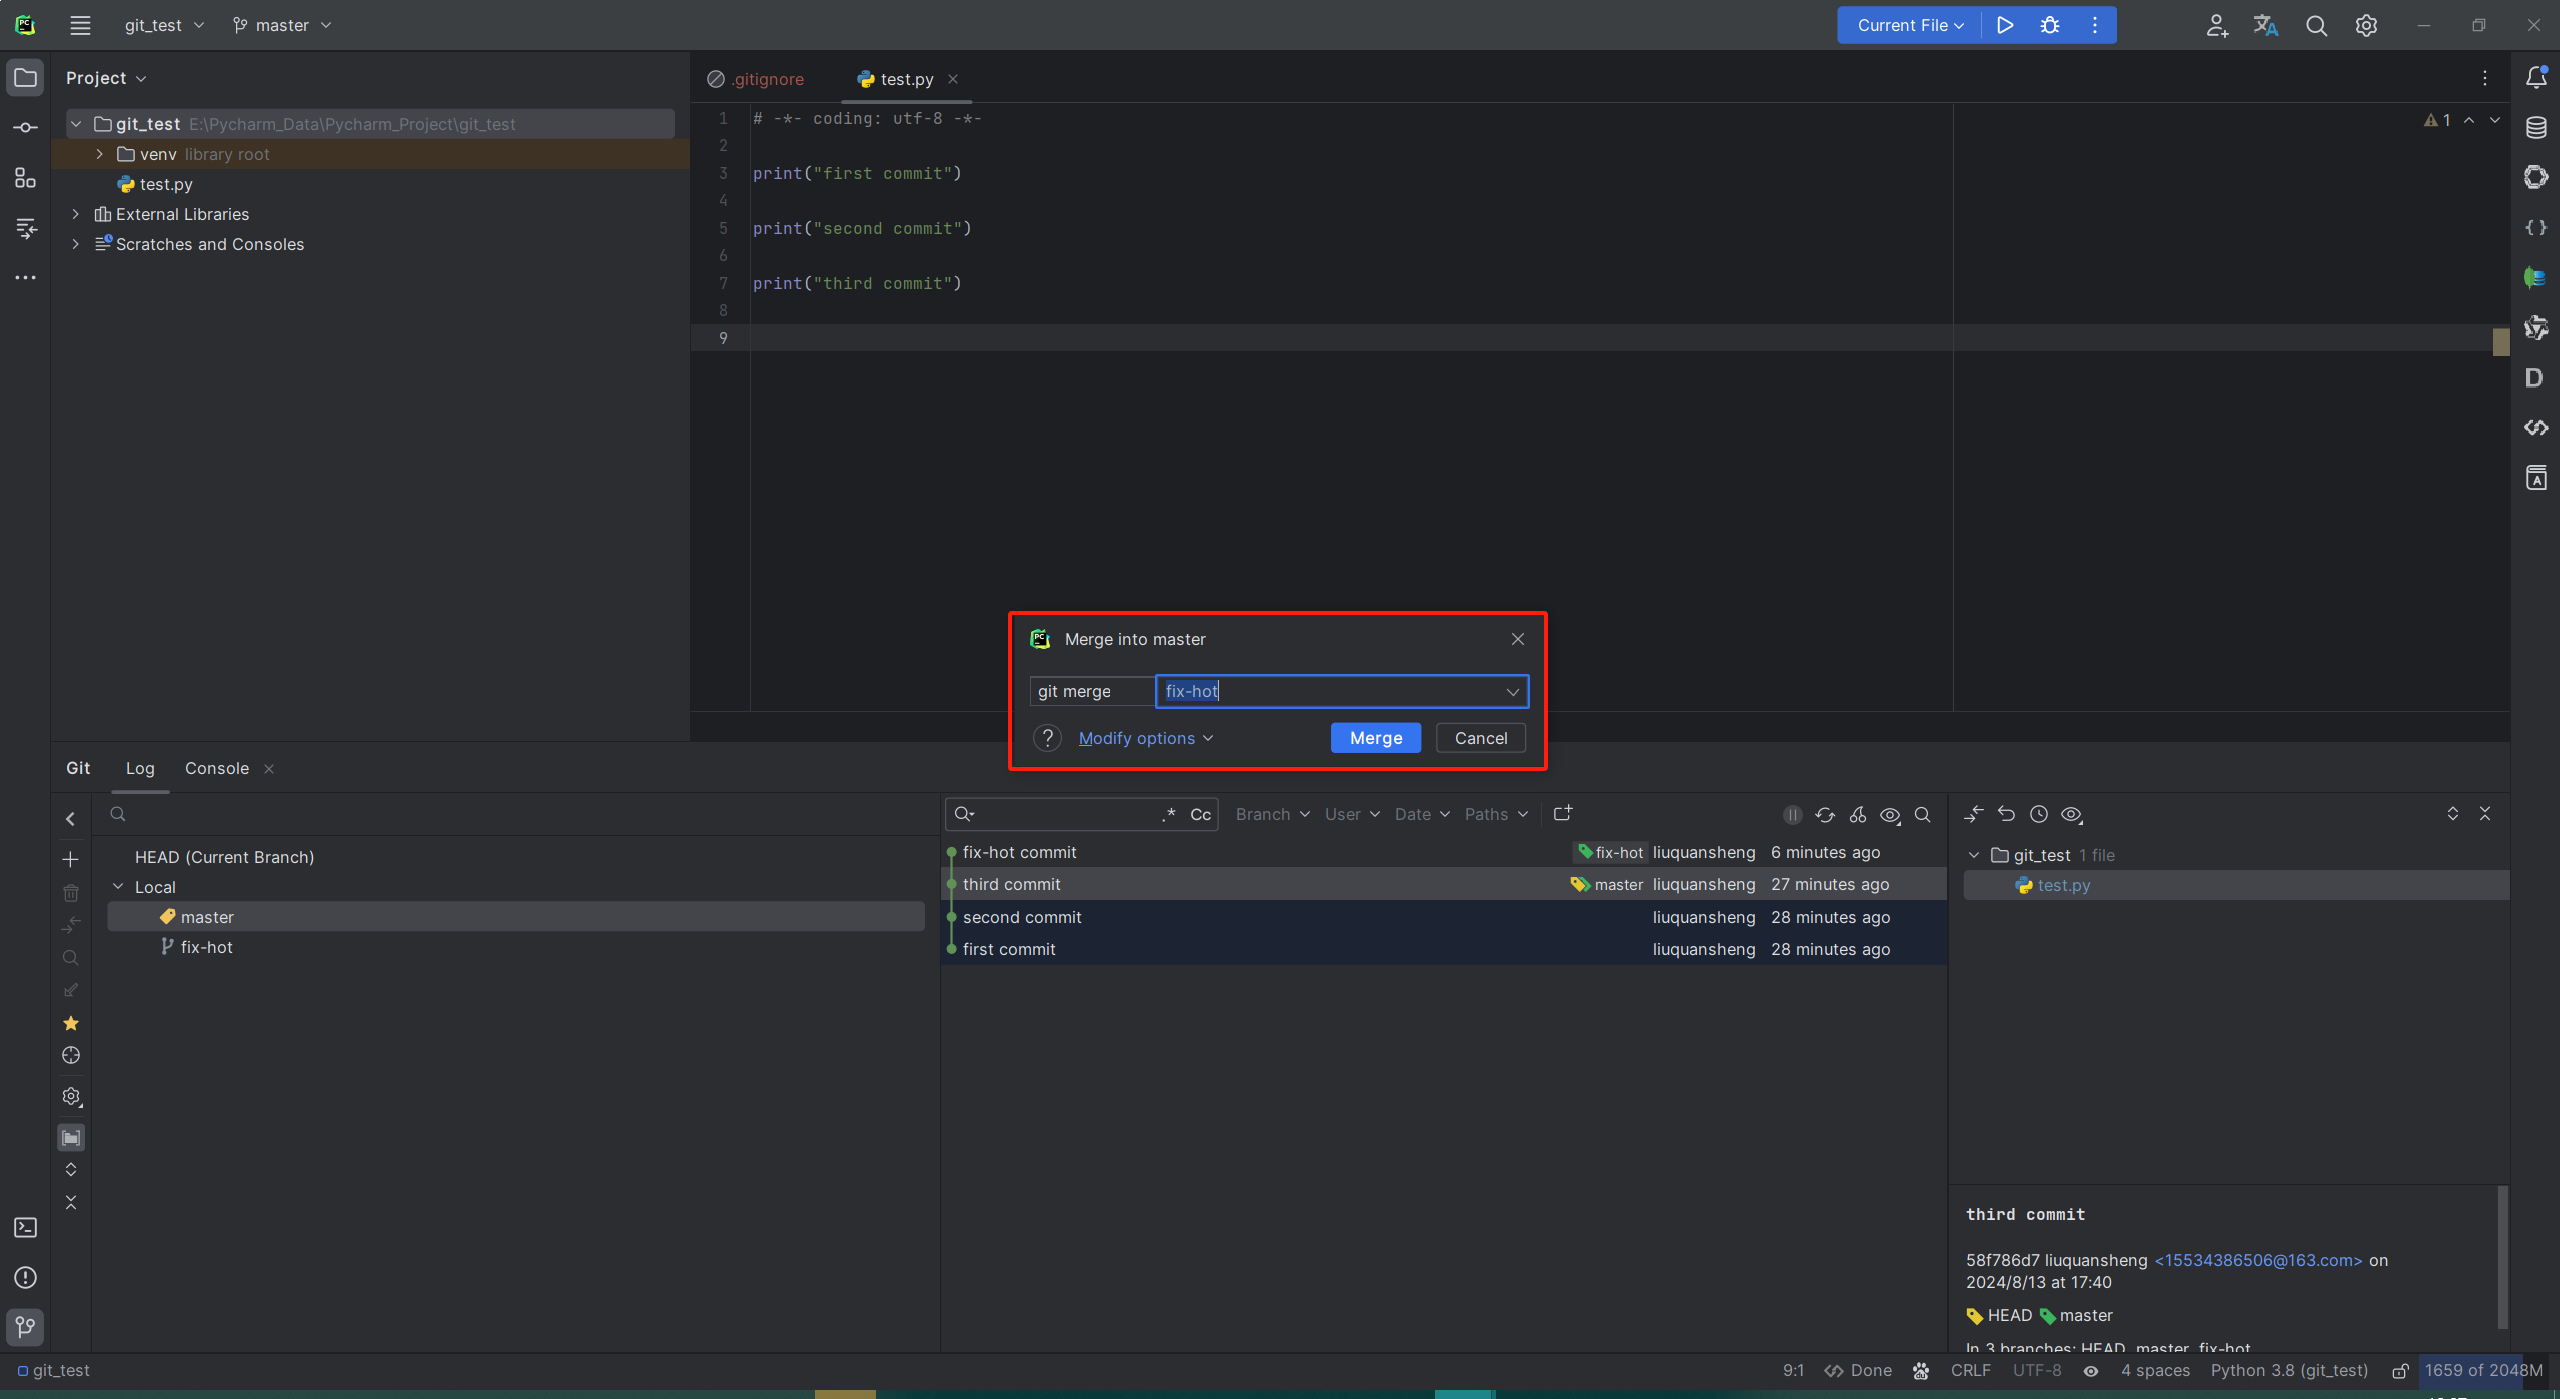 git_test
master
Current File
Project
.gitignore
test.py
git_test E:\Pycharm_Data\Pycharm_Project\git_test
venv library root
test.py
External Libraries
Scratches and Consoles
1 # -*- coding: utf-8 -*-
2
3 print("first commit")
4
5 print("second commit")
6
7 print("third commit")
8
9
1
Merge into master
git merge fix-hot
? Modify options Merge Cancel
Git Log Console
.* Cc Branch User Date Paths
HEAD (Current Branch)
Local
master
fix-hot
fix-hot commit fix-hot liuquansheng 6 minutes ago
third commit master liuquansheng 27 minutes ago
second commit liuquansheng 28 minutes ago
first commit liuquansheng 28 minutes ago
git_test 1 file
test.py
third commit
58f786d7 liuquansheng <15534386506@163.com> on
2024/8/13 at 17:40
HEAD master
In 3 branches: HEAD, master, fix-hot
git_test
9:1 Done CRLF UTF-8 4 spaces Python 3.8 (git_test) 1659 of 2048M